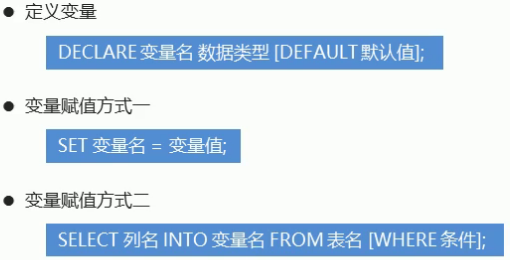 ● 定义变量
DECLARE 变量名 数据类型 [DEFAULT 默认值];
● 变量赋值方式一
SET 变量名 = 变量值;
● 变量赋值方式二
SELECT 列名 INTO 变量名 FROM 表名 [WHERE 条件];